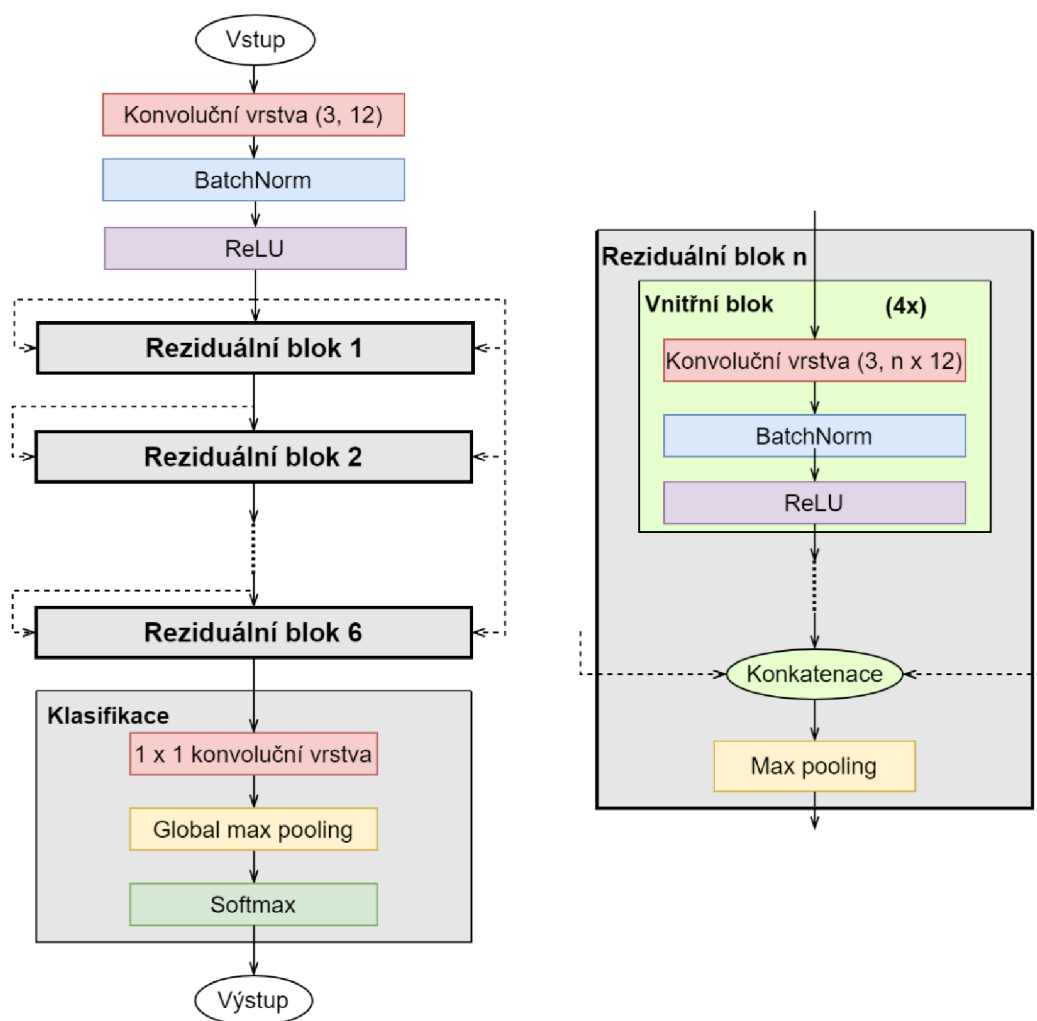 Vstup
Konvoluční vrstva (3, 12)
BatchNorm
ReLU
Reziduální blok 1
Reziduální blok 2
Reziduální blok 6
Klasifikace
1 x 1 konvoluční vrstva
Global max pooling
Softmax
Výstup
Reziduální blok n
Vnitřní blok (4x)
Konvoluční vrstva (3, n x 12)
BatchNorm
ReLU
Konkatenace
Max pooling